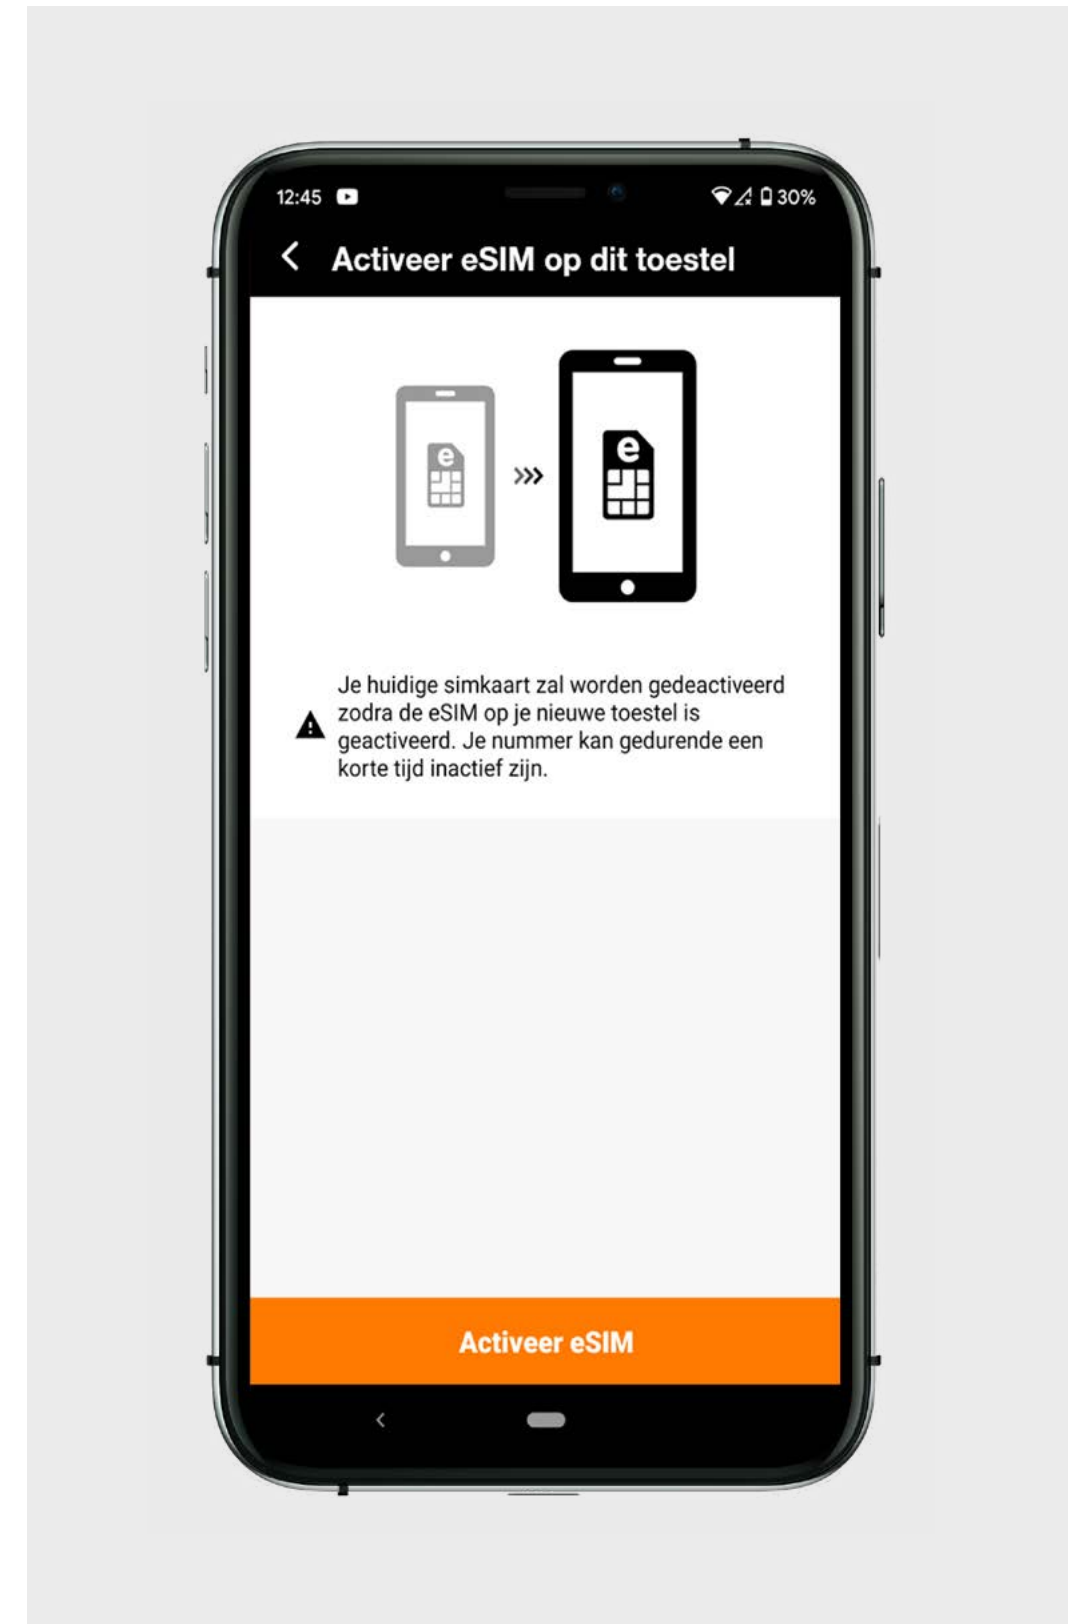 12:45
30%
Activeer eSIM op dit toestel
e
e
Je huidige simkaart zal worden gedeactiveerd
zodra de eSIM op je nieuwe toestel is
geactiveerd. Je nummer kan gedurende een
korte tijd inactief zijn.
Activeer eSIM